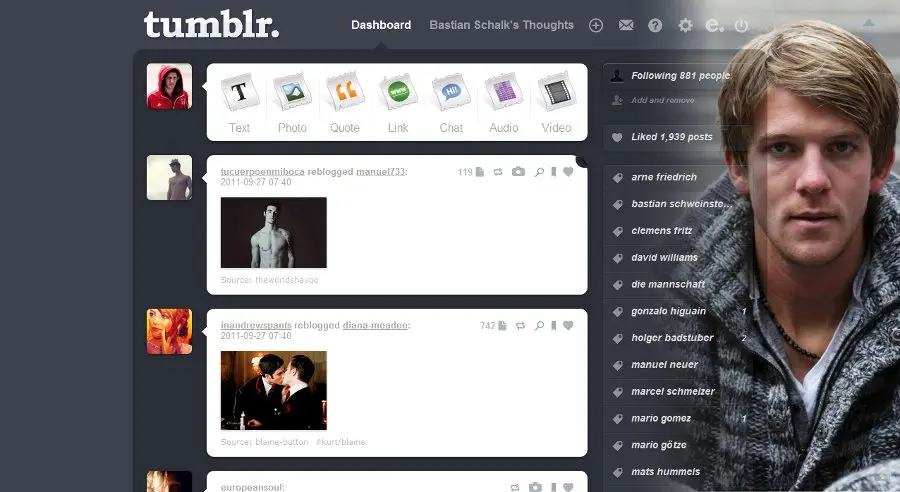 tumblr.
Dashboard
Bastian Schalk's Thoughts
Text
Photo
Quote
Link
Chat
Audio
Video
tucuerpoenmiboca reblogged manuel733:
119
2011-09-27 07:40
Source: theworldshavoc
inandrewspants reblogged diana-meadee:
742
2011-09-27 07:40
Source: blaine-button #kurt/blaine
europeansoul:
Following 881 people
Add and remove
Liked 1,939 posts
arne friedrich
bastian schweinste...
clemens fritz
david williams
die mannschaft
gonzalo higuain 1
holger badstuber 2
manuel neuer
marcel schmelzer
mario gomez 1
mario götze
mats hummels